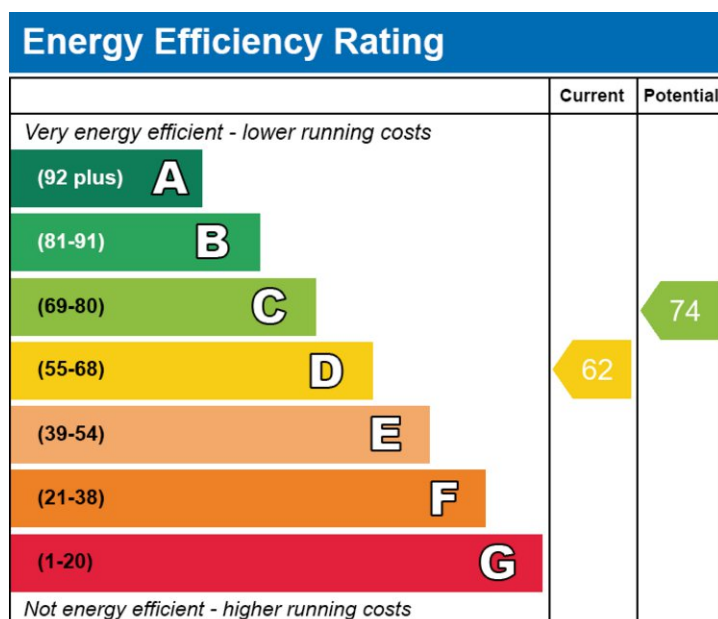 Energy Efficiency Rating
Current Potential
Very energy efficient - lower running costs
(92 plus) A
(81-91) B
(69-80) C
74
(55-68) D
62
(39-54) E
(21-38) F
(1-20) G
Not energy efficient - higher running costs